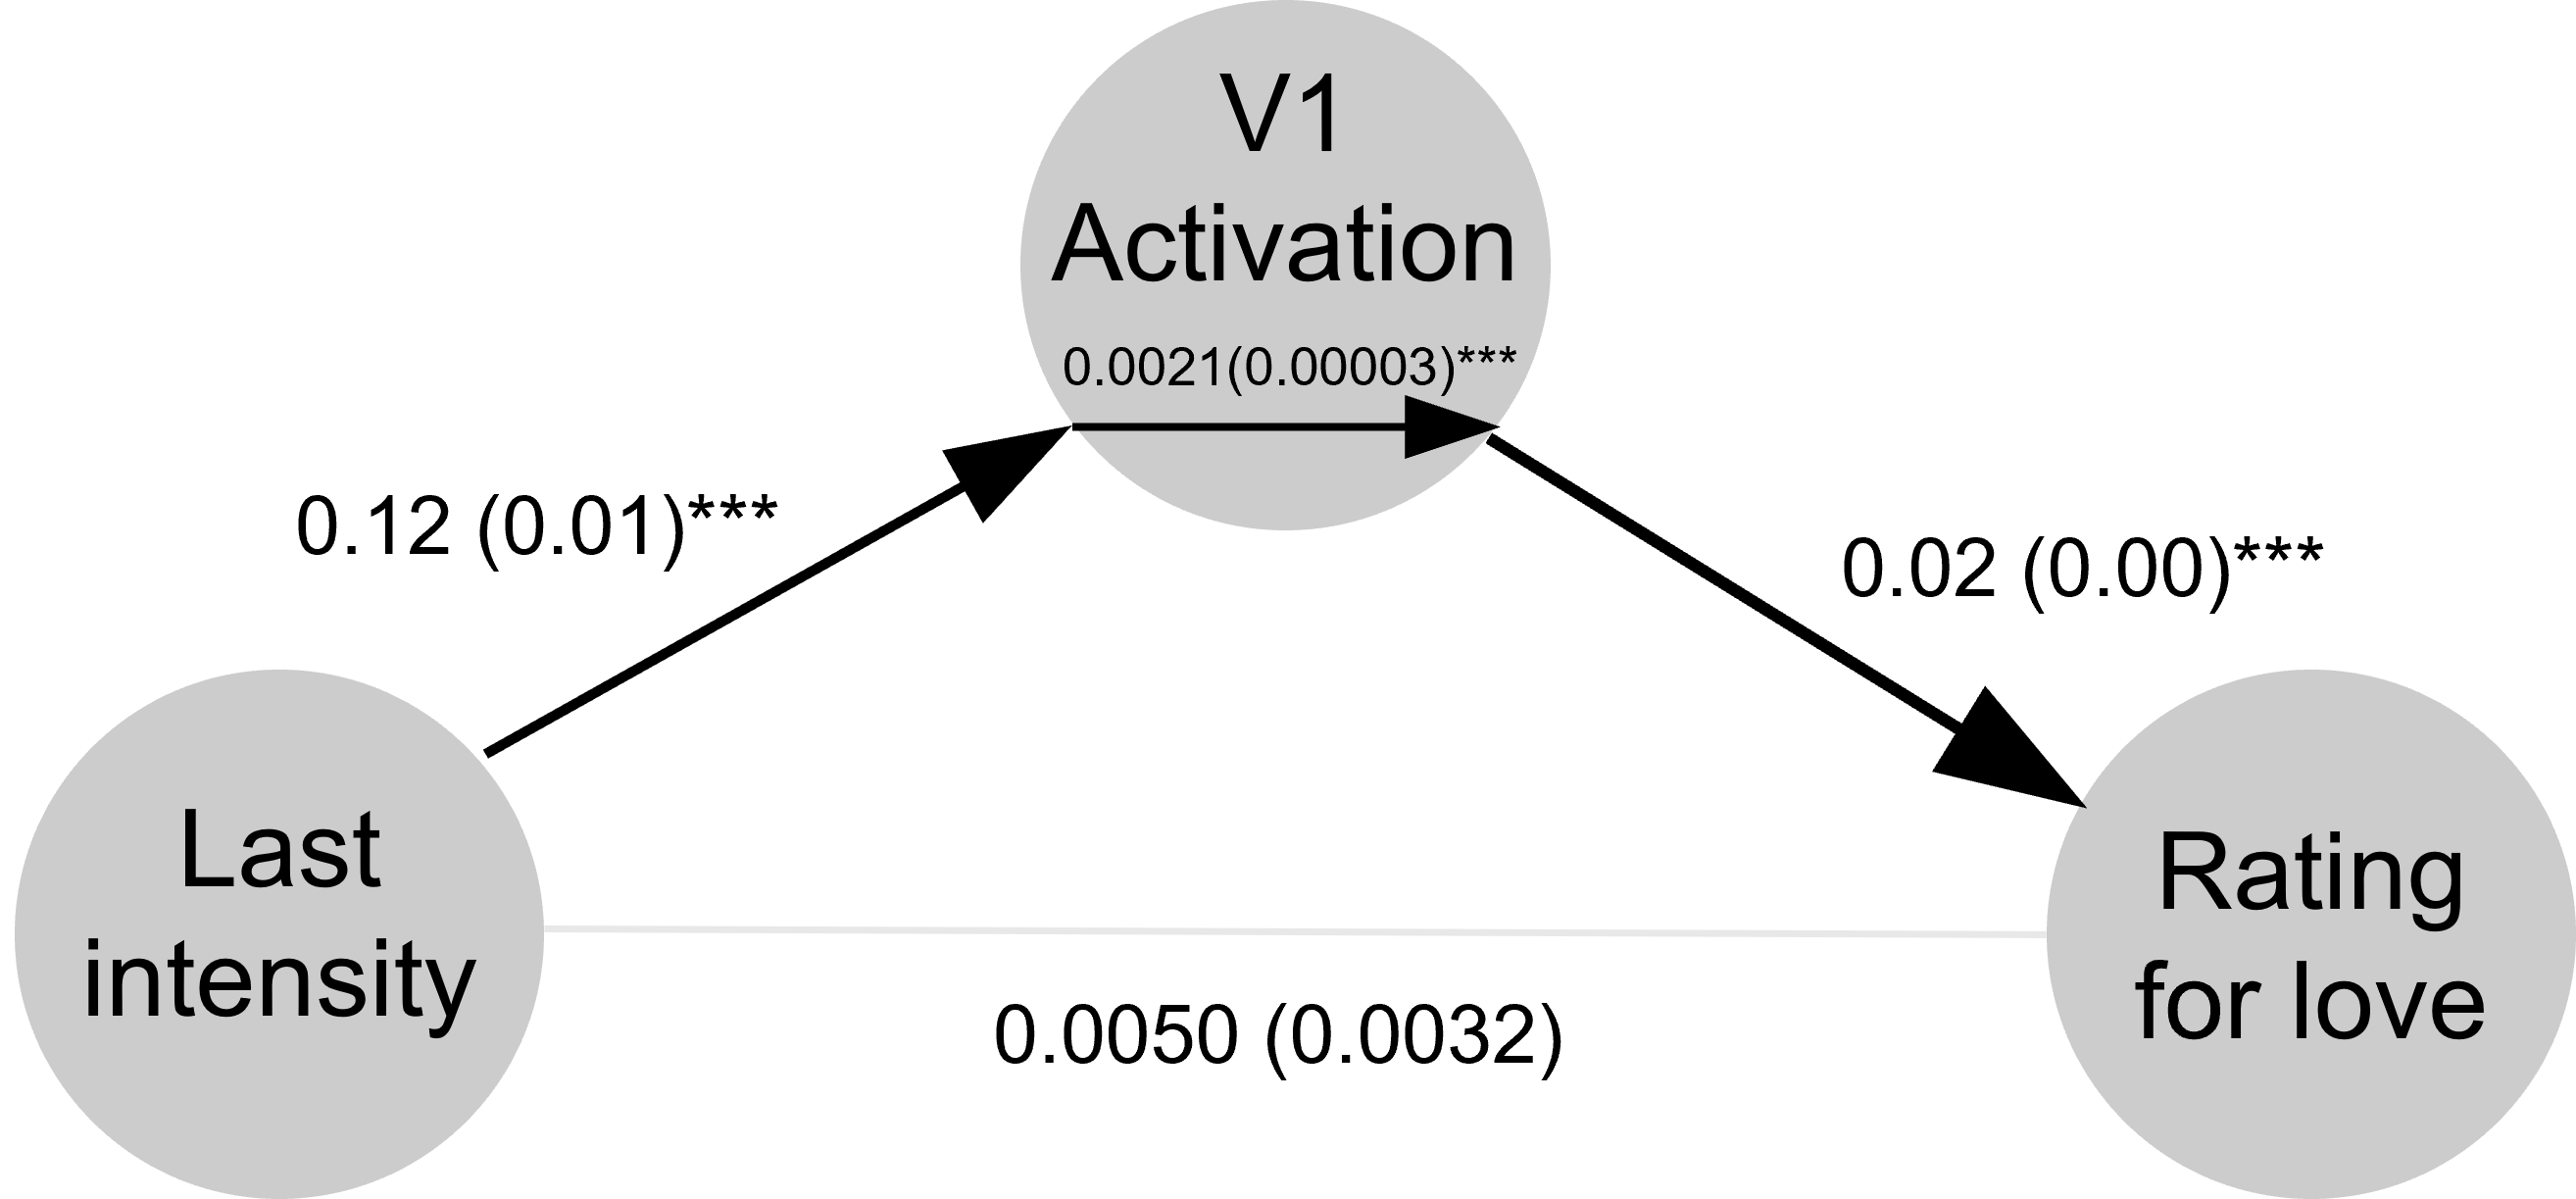 V1
Activation
0.0021(0.00003)***
0.12 (0.01)***
0.02 (0.00)***
Last
intensity
Rating
for love
0.0050 (0.0032)